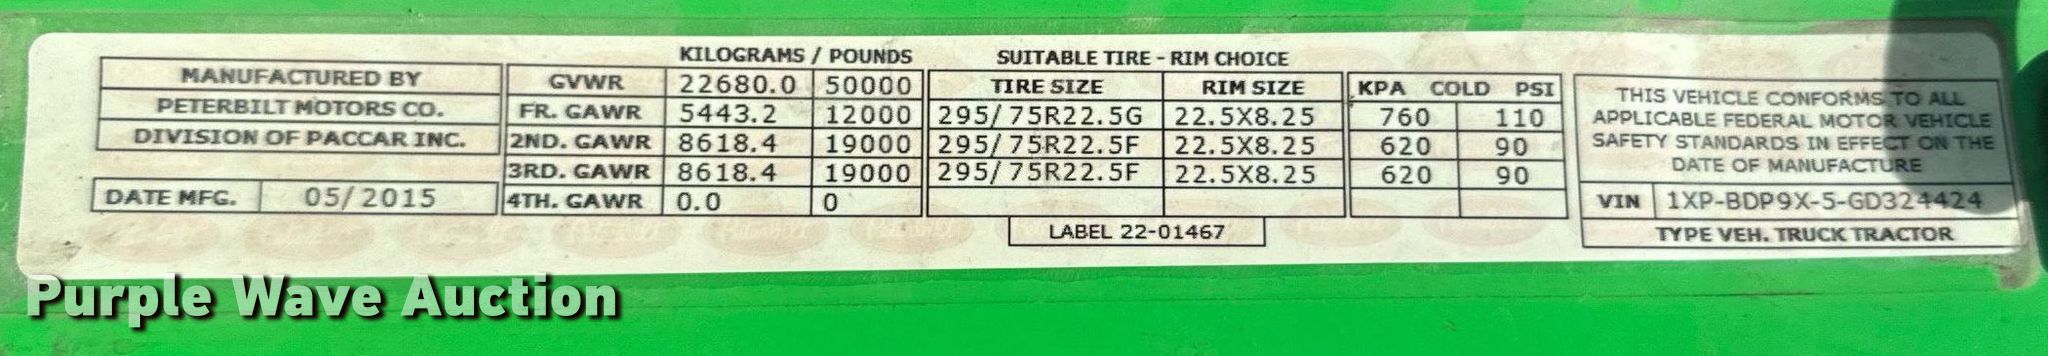 KILOGRAMS / POUNDS SUITABLE TIRE - RIM CHOICE
MANUFACTURED BY GVWR 22680.0 50000 TIRE SIZE RIM SIZE KPA COLD PSI
PETERBILT MOTORS CO. FR. GAWR 5443.2 12000 295/75R22.5G 22.5X8.25 760 110
DIVISION OF PACCAR INC. 2ND. GAWR 8618.4 19000 295/75R22.5F 22.5X8.25 620 90
3RD. GAWR 8618.4 19000 295/75R22.5F 22.5X8.25 620 90
DATE MFG. 05/2015 4TH. GAWR 0.0 0
LABEL 22-01467
THIS VEHICLE CONFORMS TO ALL
APPLICABLE FEDERAL MOTOR VEHICLE
SAFETY STANDARDS IN EFFECT ON THE
DATE OF MANUFACTURE
VIN 1XP-BDP9X-5-GD324424
TYPE VEH. TRUCK TRACTOR
Purple Wave Auction